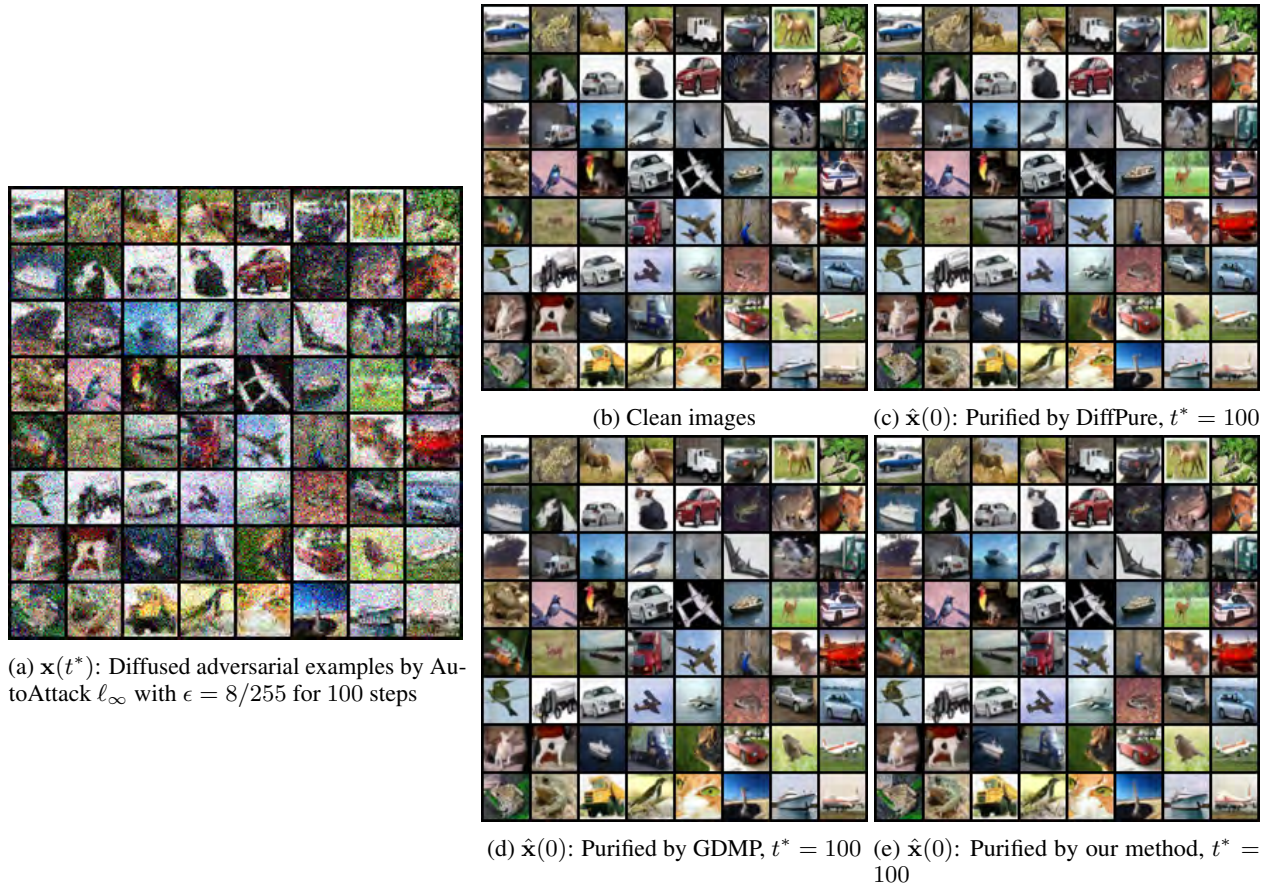 (a) x(t*): Diffused adversarial examples by Au-
toAttack ℓ∞ with ϵ = 8/255 for 100 steps
(b) Clean images
(c) x̂(0): Purified by DiffPure, t* = 100
(d) x̂(0): Purified by GDMP, t* = 100
(e) x̂(0): Purified by our method, t* =
100